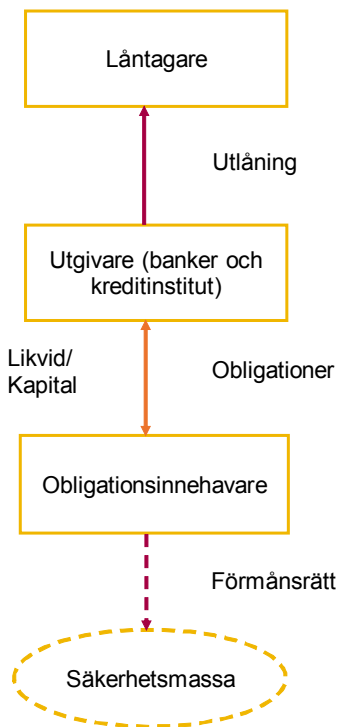 Låntagare
Utlåning
Utgivare (banker och
kreditinstitut)
Likvid/
Kapital
Obligationer
Obligationsinnehavare
Förmånsrätt
Säkerhetsmassa